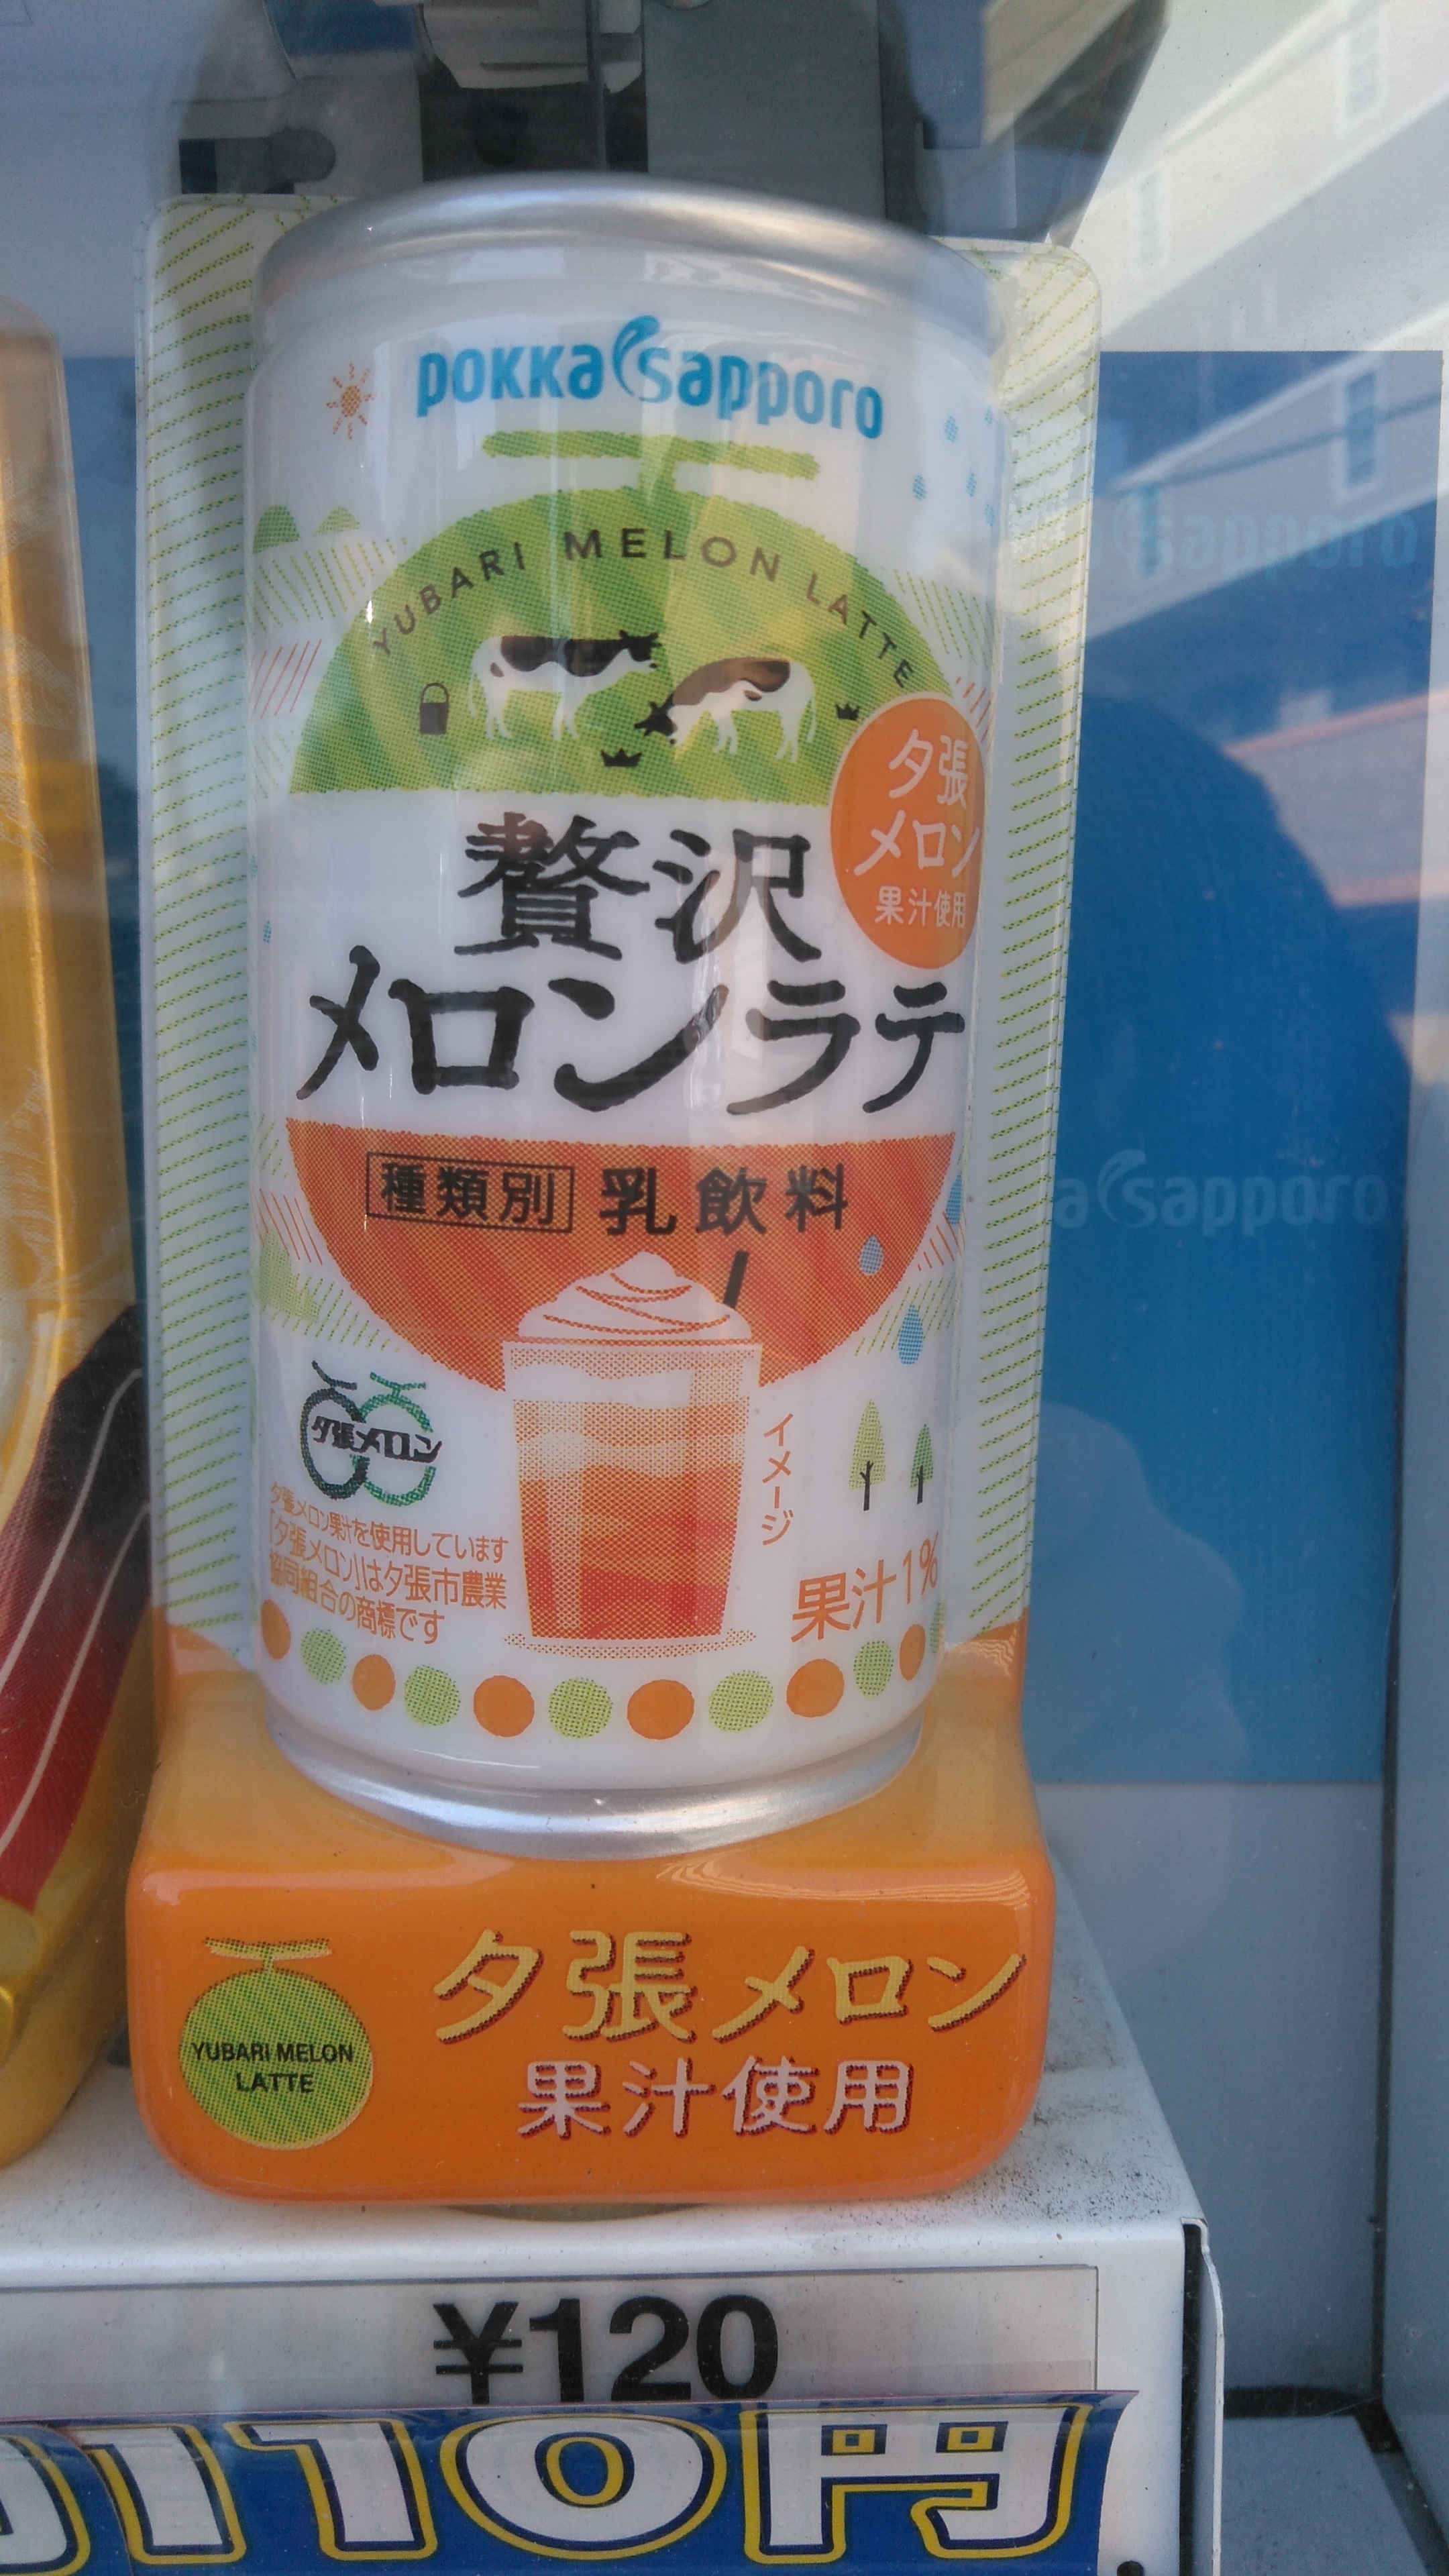 pokka sapporo
YUBARI MELON LATTE
夕張
メロン
果汁使用
贅沢
メロンラテ
種類別 乳飲料
夕張メロン
イメージ
夕張メロン果汁を使用しています
「夕張メロン」は夕張市農業
協同組合の商標です
果汁1%
YUBARI MELON
LATTE
夕張メロン
果汁使用
¥120
110円
sapporo
a sapporo